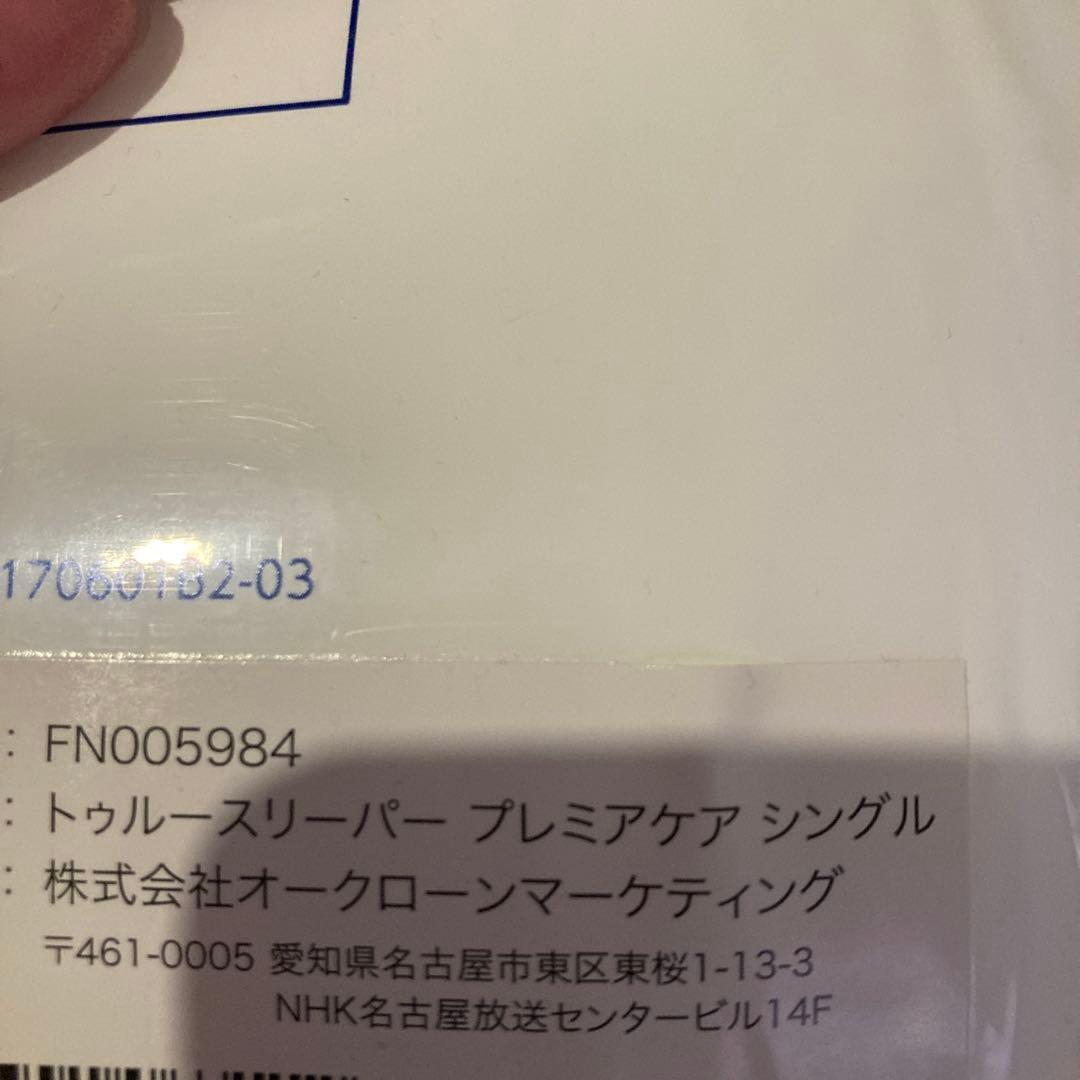 170601B2-03
: FN005984
: トゥルースリーパー プレミアケア シングル
: 株式会社オークローンマーケティング
〒461-0005 愛知県名古屋市東区東桜1-13-3
NHK名古屋放送センタービル14F